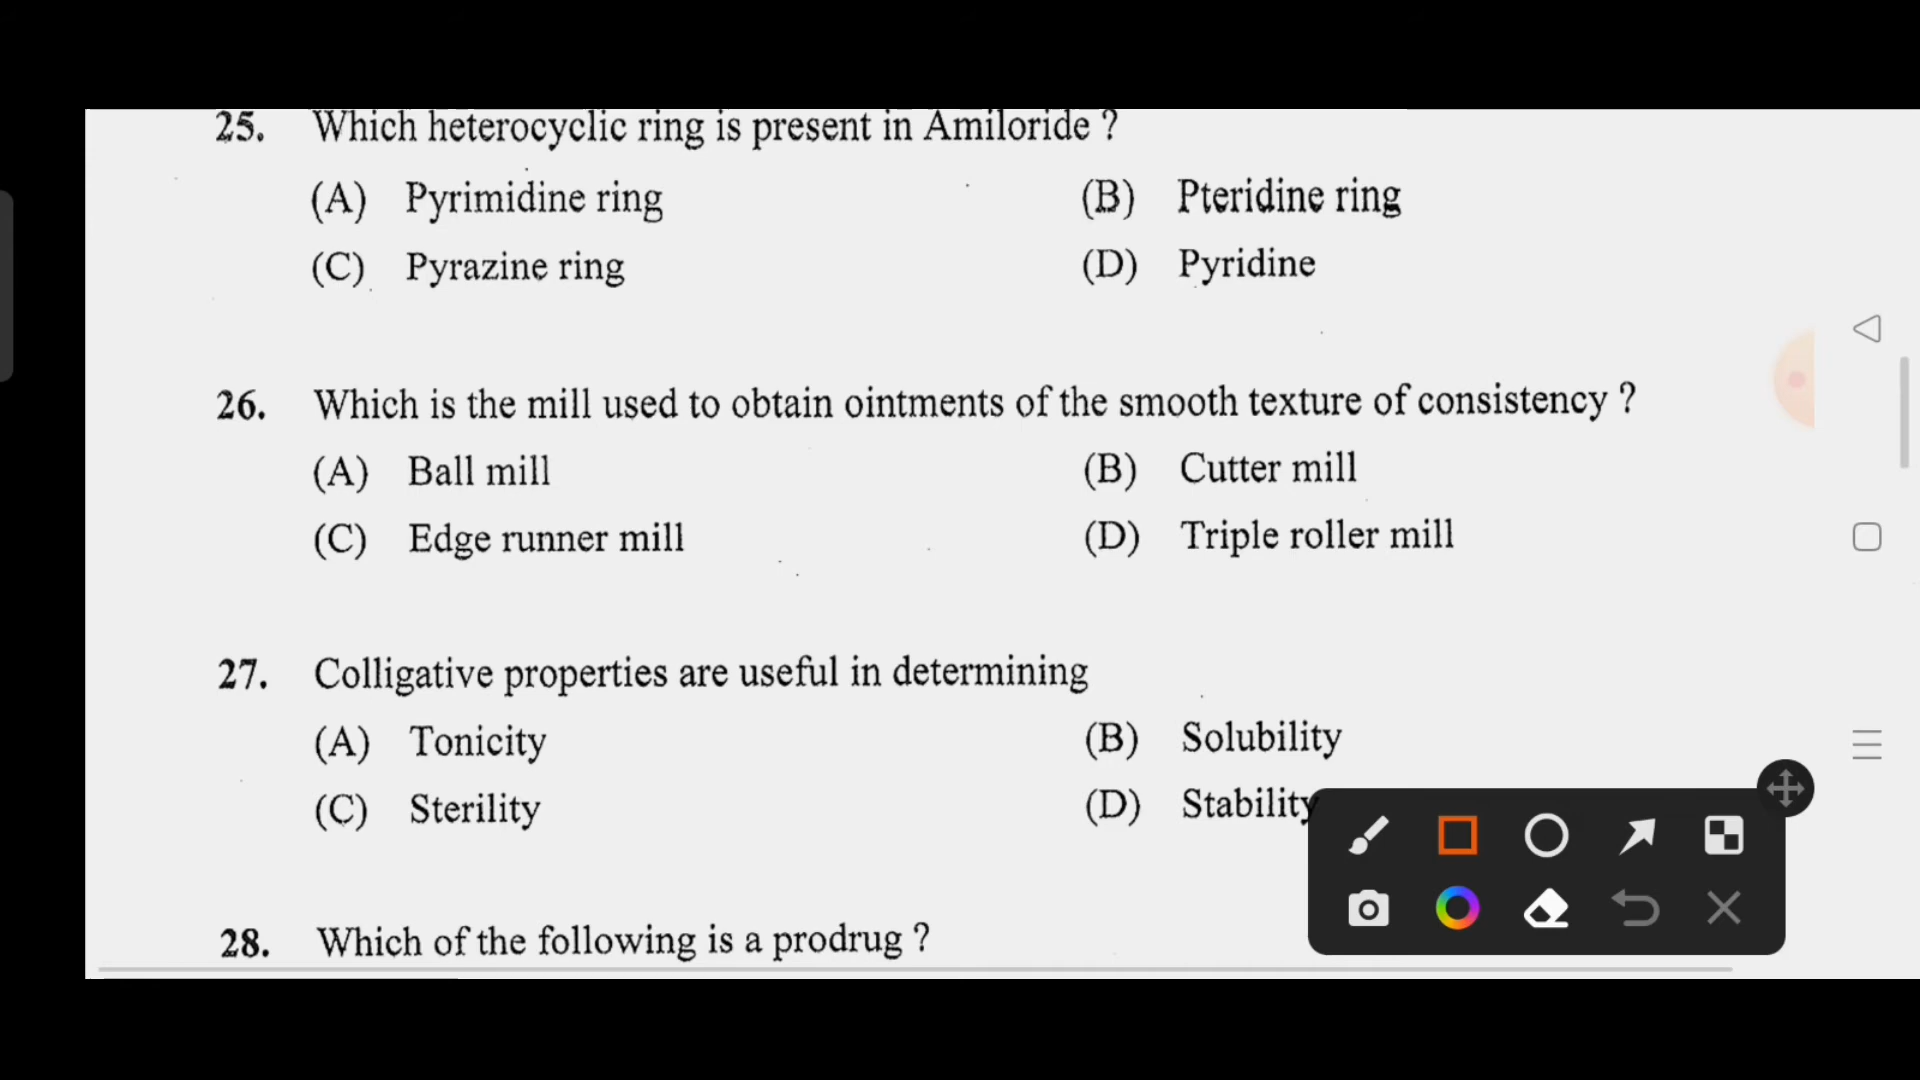 25. Which heterocyclic ring is present in Amiloride ?
(A) Pyrimidine ring (B) Pteridine ring
(C) Pyrazine ring (D) Pyridine
26. Which is the mill used to obtain ointments of the smooth texture of consistency ?
(A) Ball mill (B) Cutter mill
(C) Edge runner mill (D) Triple roller mill
27. Colligative properties are useful in determining
(A) Tonicity (B) Solubility
(C) Sterility (D) Stability
28. Which of the following is a prodrug ?